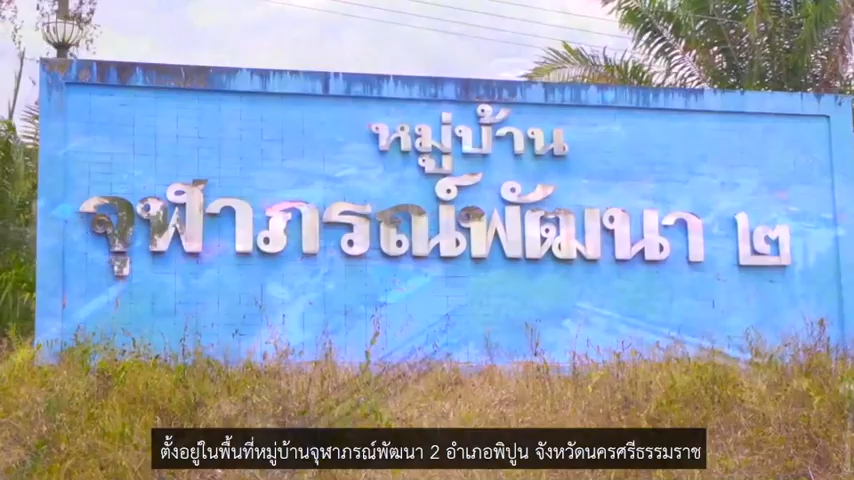 หมู่บ้าน
จุฬาภรณ์พัฒนา ๒
ตั้งอยู่ในพื้นที่หมู่บ้านจุฬาภรณ์พัฒนา 2 อำเภอพิปูน จังหวัดนครศรีธรรมราช